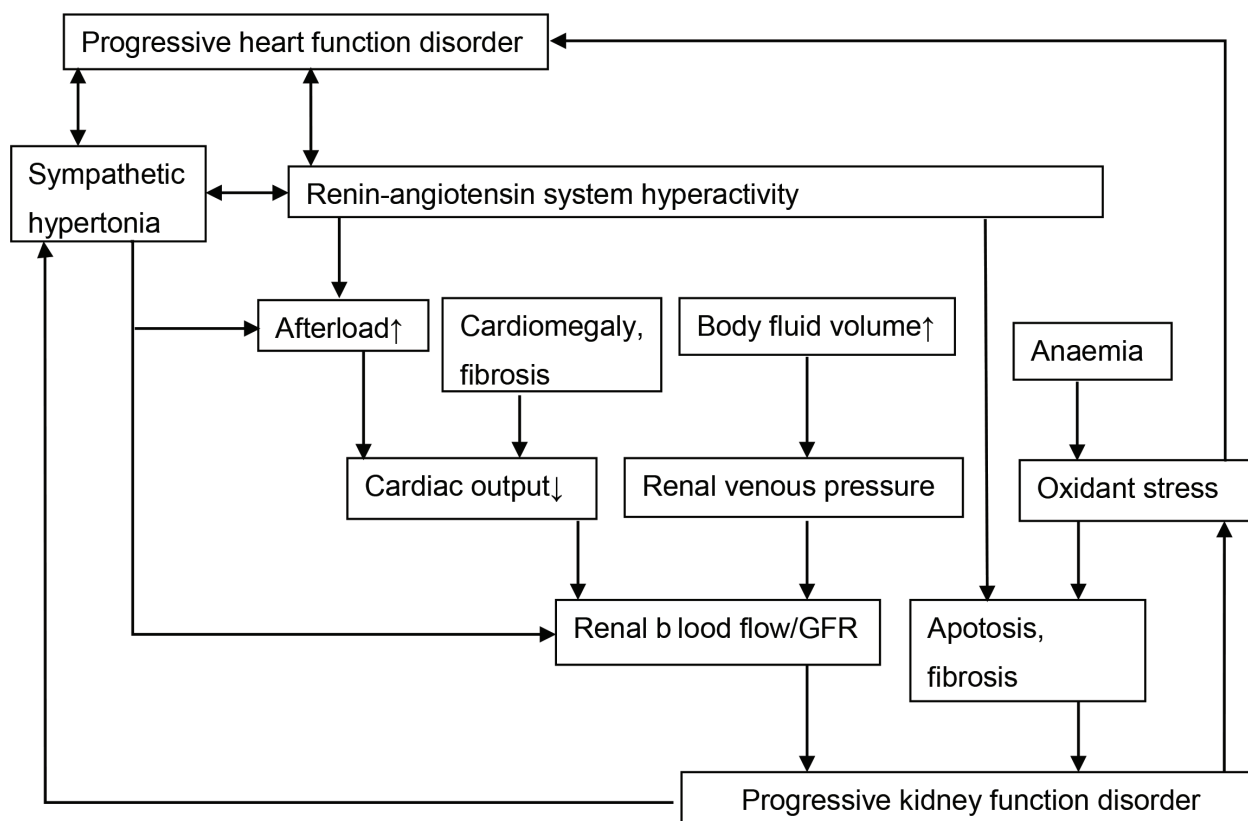 Progressive heart function disorder
Sympathetic
hypertonia
Renin-angiotensin system hyperactivity
Afterload↑
Cardiomegaly,
fibrosis
Body fluid volume↑
Anaemia
Cardiac output↓
Renal venous pressure
Oxidant stress
Renal b lood flow/GFR
Apotosis,
fibrosis
Progressive kidney function disorder